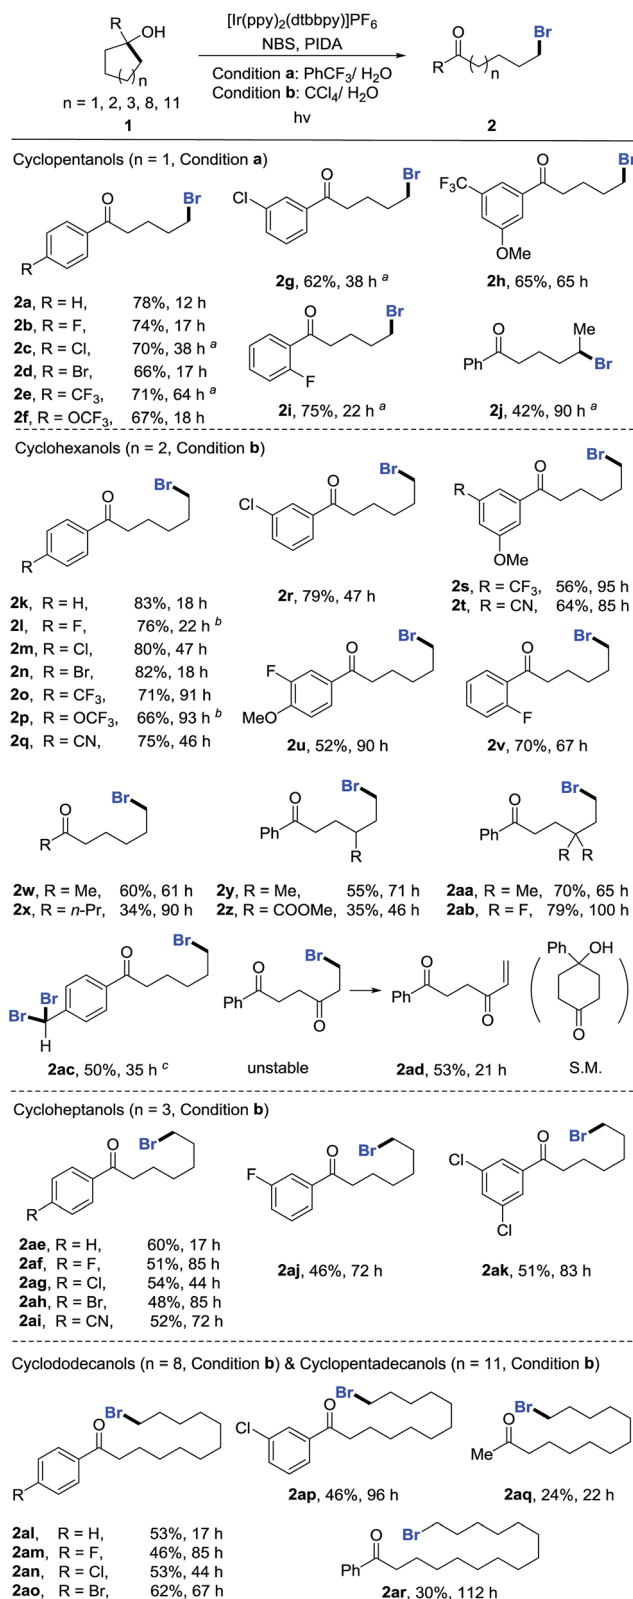 R
OH
n
n = 1, 2, 3, 8, 11
1
[Ir(ppy)2(dtbbpy)]PF6
NBS, PIDA
Condition a: PhCF3/ H2O
Condition b: CCl4/ H2O
hν
O
Br
R
n
2
Cyclopentanols (n = 1, Condition a)
O
Br
R
2a, R = H, 78%, 12 h
2b, R = F, 74%, 17 h
2c, R = Cl, 70%, 38 h a
2d, R = Br, 66%, 17 h
2e, R = CF3, 71%, 64 h a
2f, R = OCF3, 67%, 18 h
O
Br
Cl
2g, 62%, 38 h a
O
Br
F3C
OMe
2h, 65%, 65 h
O
Br
F
2i, 75%, 22 h a
O
Me
Ph
Br
2j, 42%, 90 h a
Cyclohexanols (n = 2, Condition b)
Br
O
R
2k, R = H, 83%, 18 h
2l, R = F, 76%, 22 h b
2m, R = Cl, 80%, 47 h
2n, R = Br, 82%, 18 h
2o, R = CF3, 71%, 91 h
2p, R = OCF3, 66%, 93 h b
2q, R = CN, 75%, 46 h
Br
O
Cl
2r, 79%, 47 h
Br
O
R
OMe
2s, R = CF3, 56%, 95 h
2t, R = CN, 64%, 85 h
Br
O
F
MeO
2u, 52%, 90 h
Br
O
F
2v, 70%, 67 h
Br
O
R
2w, R = Me, 60%, 61 h
2x, R = n-Pr, 34%, 90 h
Br
O
Ph
R
2y, R = Me, 55%, 71 h
2z, R = COOMe, 35%, 46 h
Br
O
Ph
R R
2aa, R = Me, 70%, 65 h
2ab, R = F, 79%, 100 h
Br
O
Br
Br
H
2ac, 50%, 35 h c
Br
O
Ph
O
unstable
O
Ph
O
2ad, 53%, 21 h
Ph OH
O
S.M.
Cycloheptanols (n = 3, Condition b)
Br
O
R
2ae, R = H, 60%, 17 h
2af, R = F, 51%, 85 h
2ag, R = Cl, 54%, 44 h
2ah, R = Br, 48%, 85 h
2ai, R = CN, 52%, 72 h
Br
O
F
2aj, 46%, 72 h
Br
O
Cl
Cl
2ak, 51%, 83 h
Cyclododecanols (n = 8, Condition b) & Cyclopentadecanols (n = 11, Condition b)
Br
O
R
2al, R = H, 53%, 17 h
2am, R = F, 46%, 85 h
2an, R = Cl, 53%, 44 h
2ao, R = Br, 62%, 67 h
Br
O
Cl
2ap, 46%, 96 h
Br
O
Me
2aq, 24%, 22 h
Br
O
Ph
2ar, 30%, 112 h